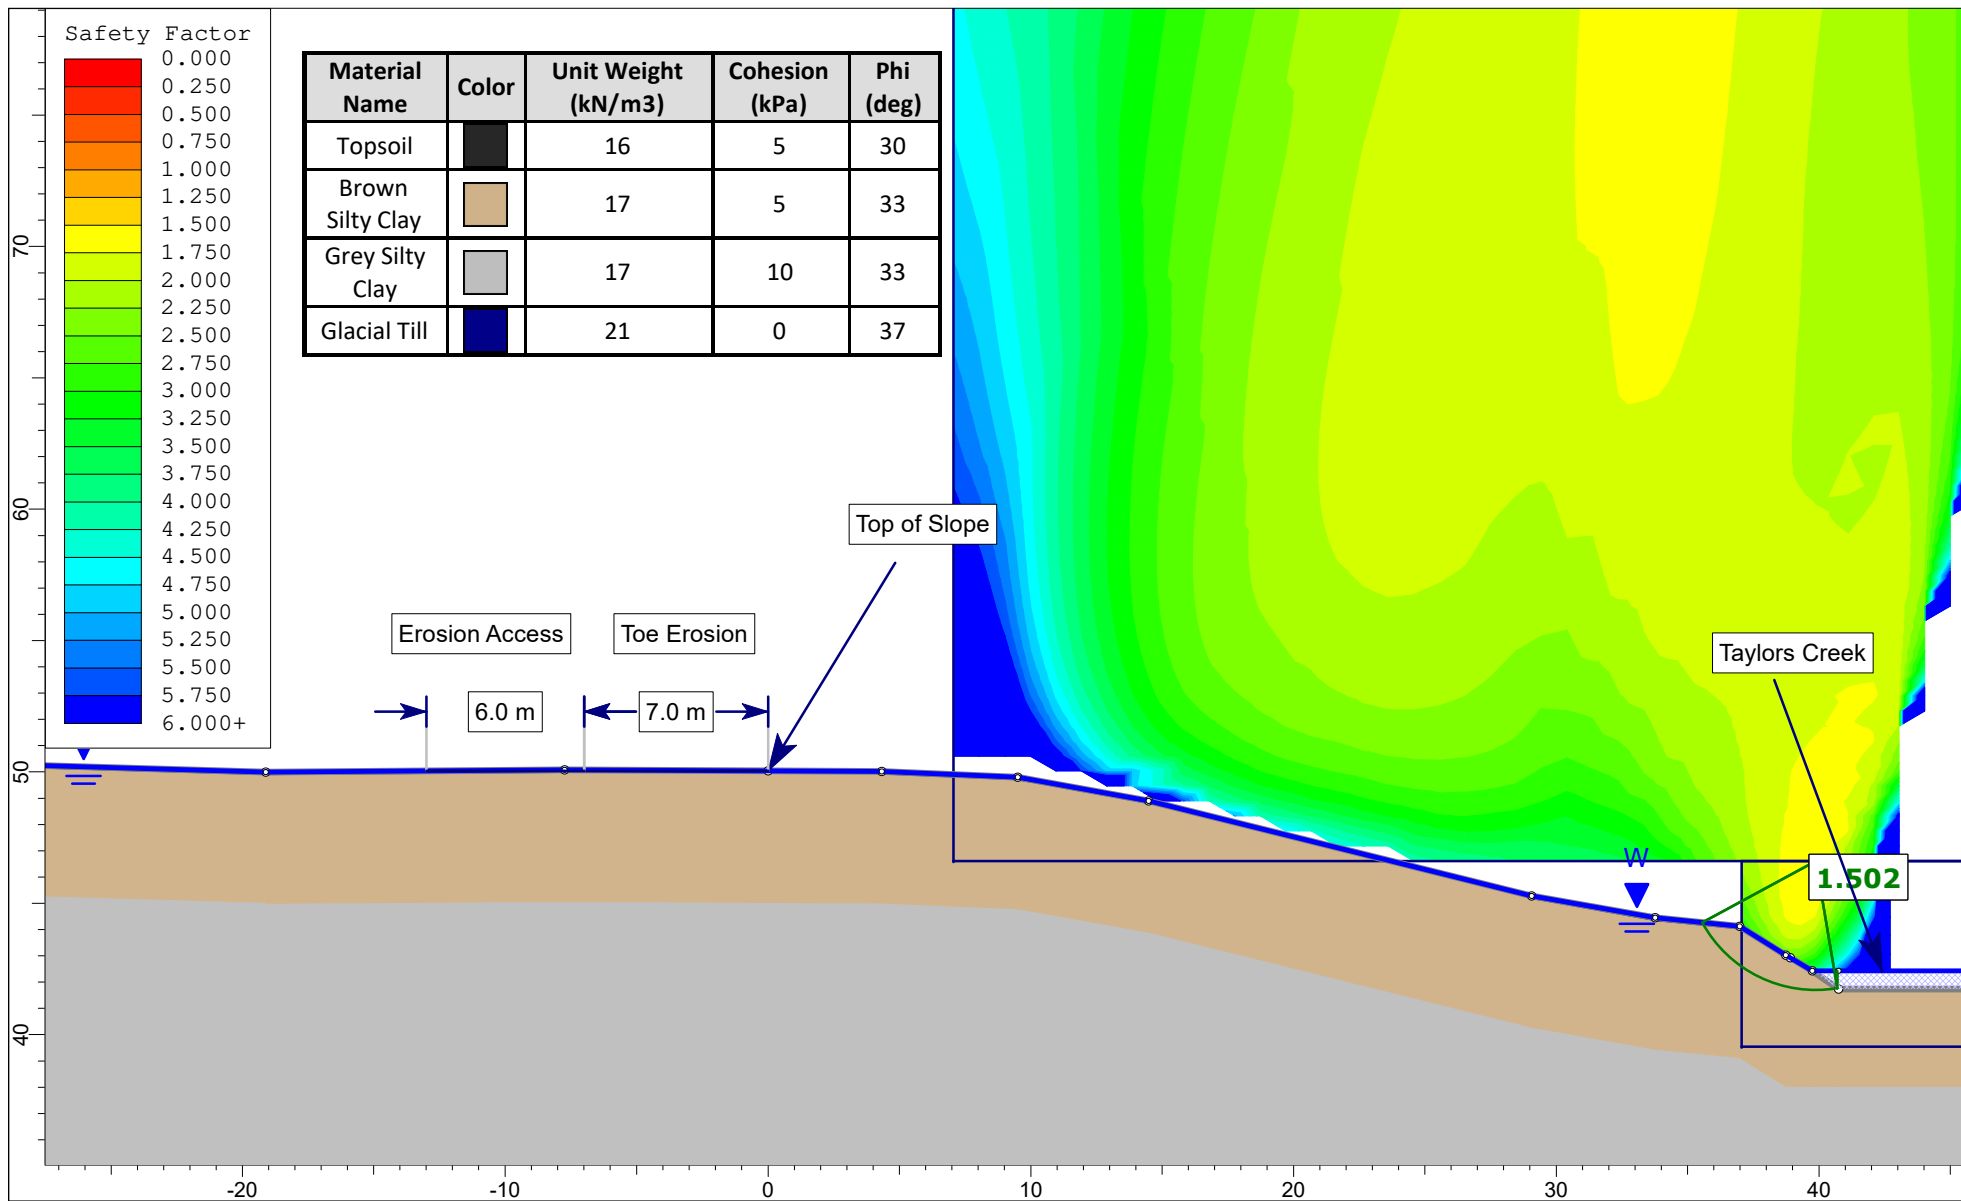 Safety Factor
0.000
0.250
0.500
0.750
1.000
1.250
1.500
1.750
2.000
2.250
2.500
2.750
3.000
3.250
3.500
3.750
4.000
4.250
4.500
4.750
5.000
5.250
5.500
5.750
6.000+
Material Name Color Unit Weight (kN/m3) Cohesion (kPa) Phi (deg)
Topsoil 16 5 30
Brown Silty Clay 17 5 33
Grey Silty Clay 17 10 33
Glacial Till 21 0 37
Top of Slope
Erosion Access
Toe Erosion
6.0 m
7.0 m
Taylors Creek
W
1.502
70
60
50
40
-20
-10
0
10
20
30
40